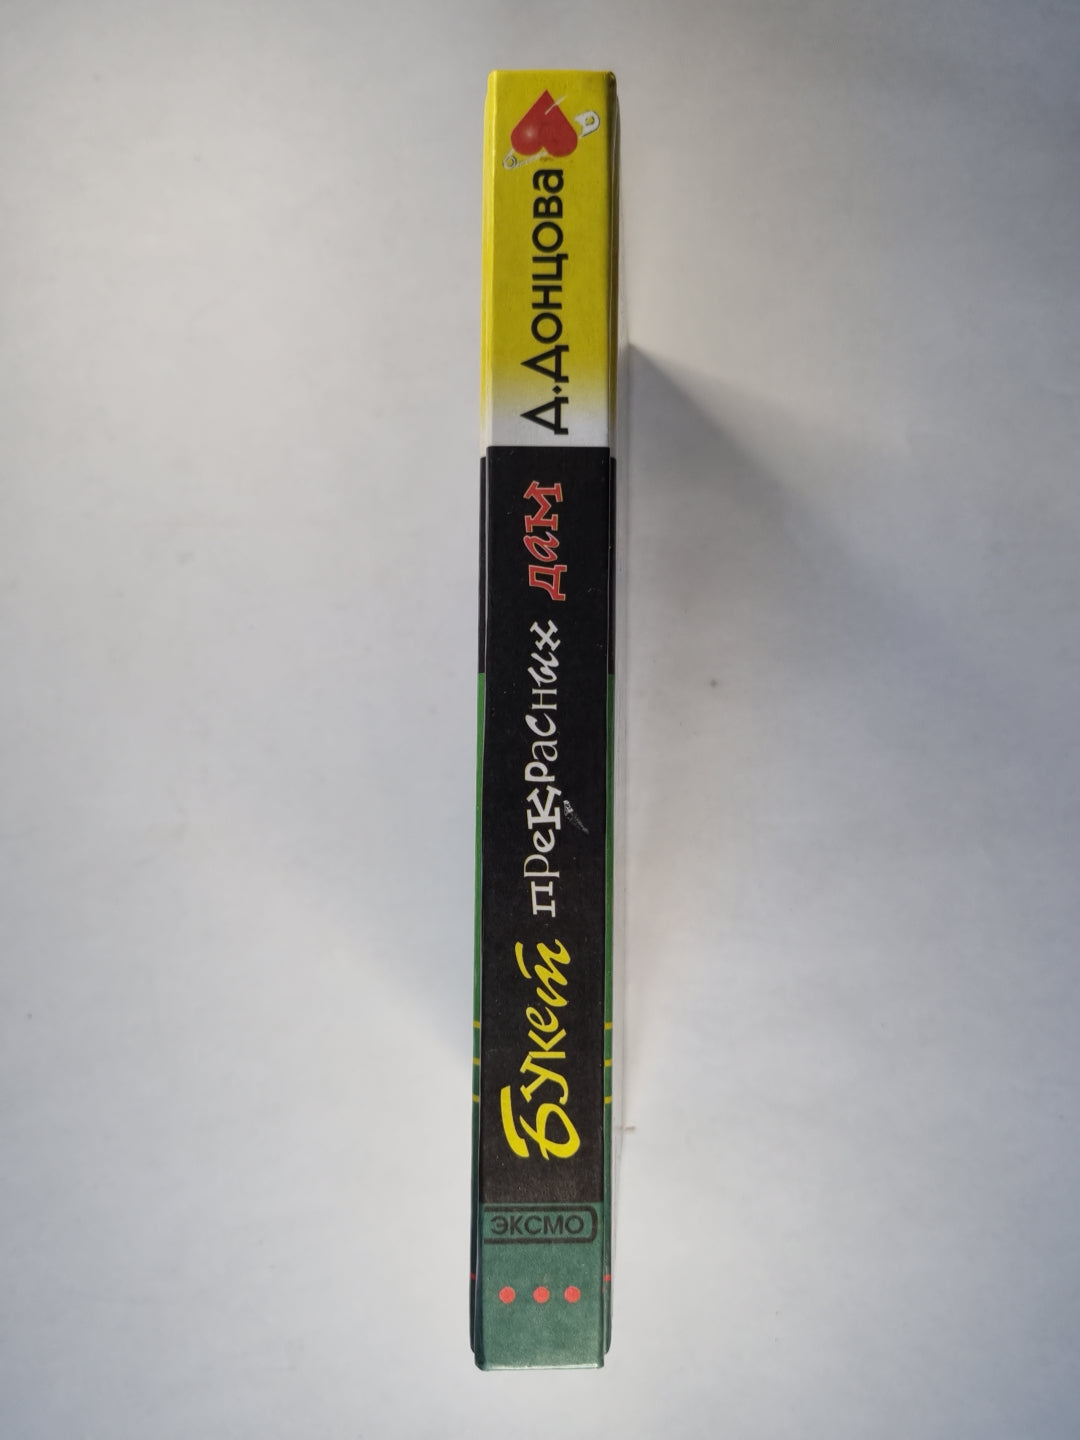 Д.Донцова
Букет прекрасных дам
ЭКСМО